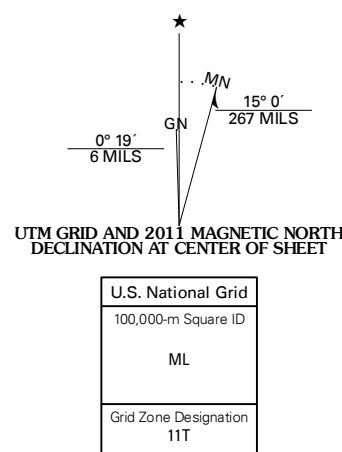 ★
MN
GN
15° 0´
267 MILS
0° 19´
6 MILS
UTM GRID AND 2011 MAGNETIC NORTH
DECLINATION AT CENTER OF SHEET
U.S. National Grid
100,000-m Square ID
ML
Grid Zone Designation
11T